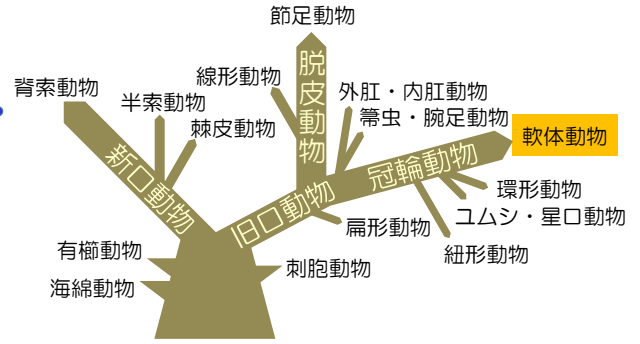 節足動物
脱皮動物
線形動物
背索動物
半索動物
棘皮動物
新口動物
外肛・内肛動物
箒虫・腕足動物
軟体動物
冠輪動物
旧口動物
環形動物
ユムシ・星口動物
扁形動物
紐形動物
有櫛動物
海綿動物
刺胞動物